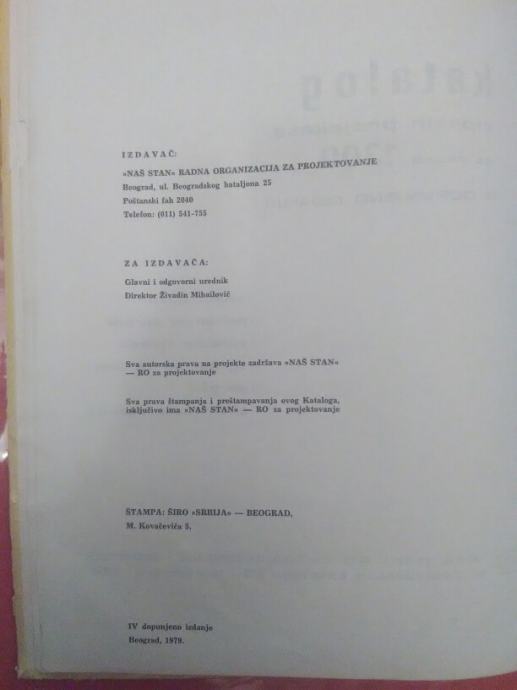 IZDAVAČ:
»NAŠ STAN« RADNA ORGANIZACIJA ZA PROJEKTOVANJE
Beograd, ul. Beogradskog bataljona 25
Poštanski fah 2040
Telefon: (011) 541-755
ZA IZDAVAČA:
Glavni i odgovorni urednik
Direktor Živadin Mihailović
Sva autorska prava na projekte zadržava »NAŠ STAN«
— RO za projektovanje
Sva prava štampanja i proštampavanja ovog Kataloga,
isključivo ima »NAŠ STAN« — RO za projektovanje
ŠTAMPA: ŠIRO »SRBIJA« — BEOGRAD,
M. Kovačevića 5,
IV dopunjeno izdanje
Beograd, 1979.
katalog